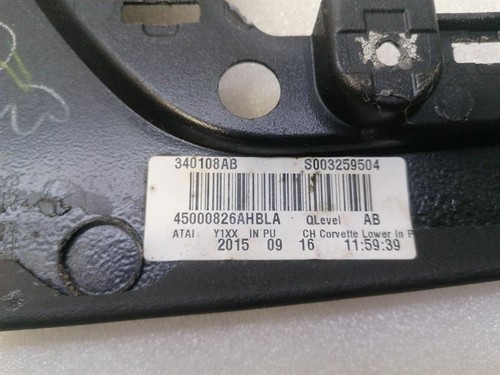 340108AB S003259504
45000826AHBLA QLevel AB
ATAI Y1XX IN PU CH Corvette Lower In P
2015 09 16 11:59:39